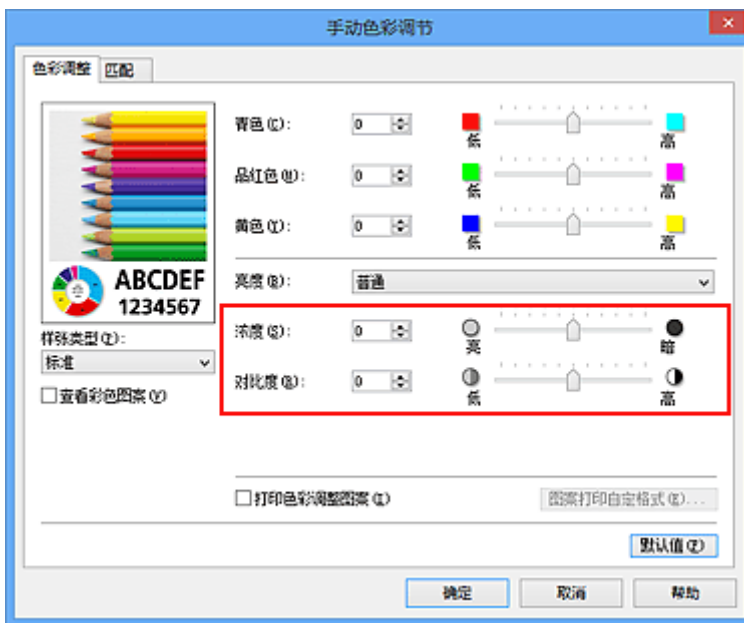 手动色彩调节
色彩调整 匹配
青色(C): 0 低 高
品红色(M): 0 低 高
黄色(Y): 0 低 高
ABCDEF
1234567
亮度(B): 普通
样张类型(T):
标准
查看彩色图案(V)
浓度(S): 0 亮 暗
对比度(R): 0 低 高
打印色彩调整图案(I) 图案打印自定格式(E)...
默认值(F)
确定 取消 帮助